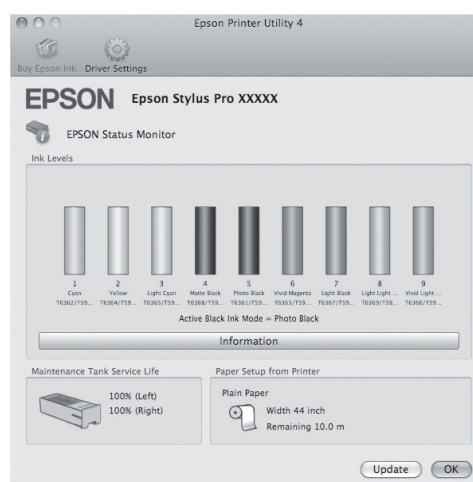 Epson Printer Utility 4
Buy Epson Ink Driver Settings
EPSON Epson Stylus Pro XXXXX
EPSON Status Monitor
Ink Levels
1 2 3 4 5 6 7 8 9
Cyan Yellow Light Cyan Matte Black Photo Black Vivid Magenta Light Black Light Light ... Vivid Light ...
T6362/T59... T6364/T59... T6365/T59... T6368/T59... T6361/T59... T6363/T59... T6367/T59... T6369/T59... T6366/T59...
Active Black Ink Mode = Photo Black
Information
Maintenance Tank Service Life
100% (Left)
100% (Right)
Paper Setup from Printer
Plain Paper
Width 44 inch
Remaining 10.0 m
Update OK